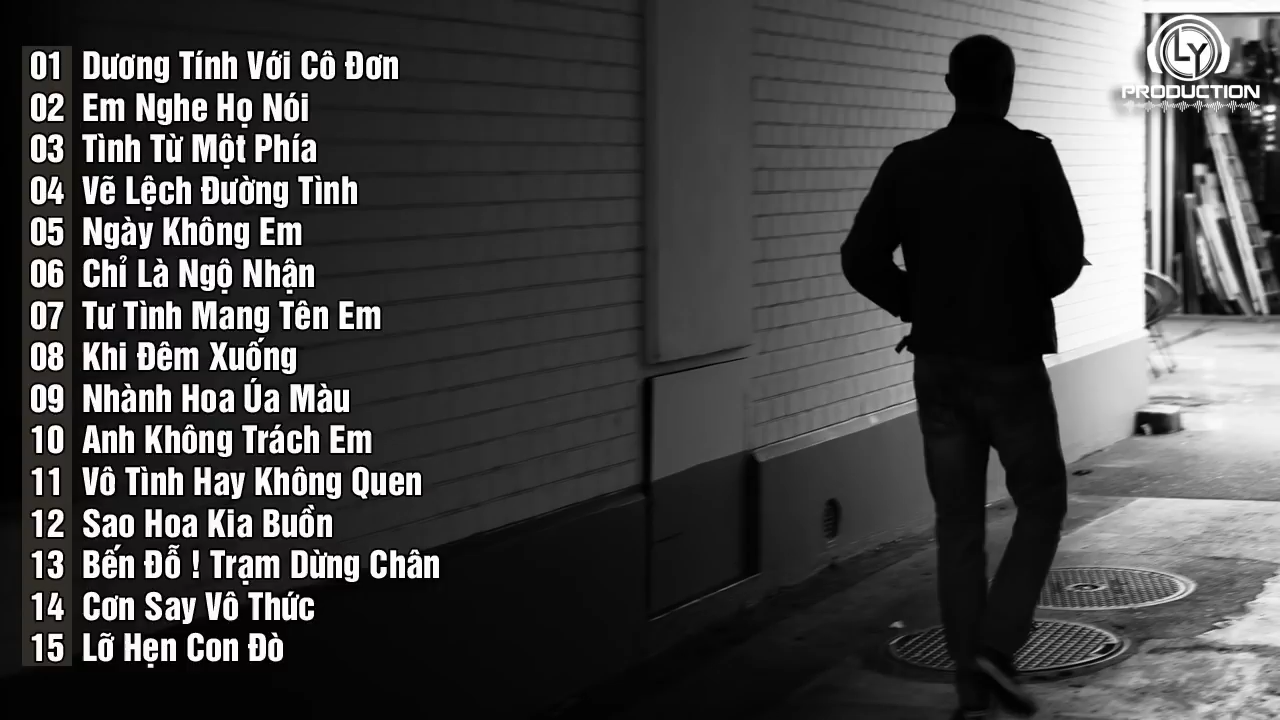 01 Dương Tính Với Cô Đơn
02 Em Nghe Họ Nói
03 Tình Từ Một Phía
04 Vẽ Lệch Đường Tình
05 Ngày Không Em
06 Chỉ Là Ngộ Nhận
07 Tư Tình Mang Tên Em
08 Khi Đêm Xuống
09 Nhành Hoa Úa Màu
10 Anh Không Trách Em
11 Vô Tình Hay Không Quen
12 Sao Hoa Kia Buồn
13 Bến Đỗ ! Trạm Dừng Chân
14 Cơn Say Vô Thức
15 Lỡ Hẹn Con Đò
LY
PRODUCTION